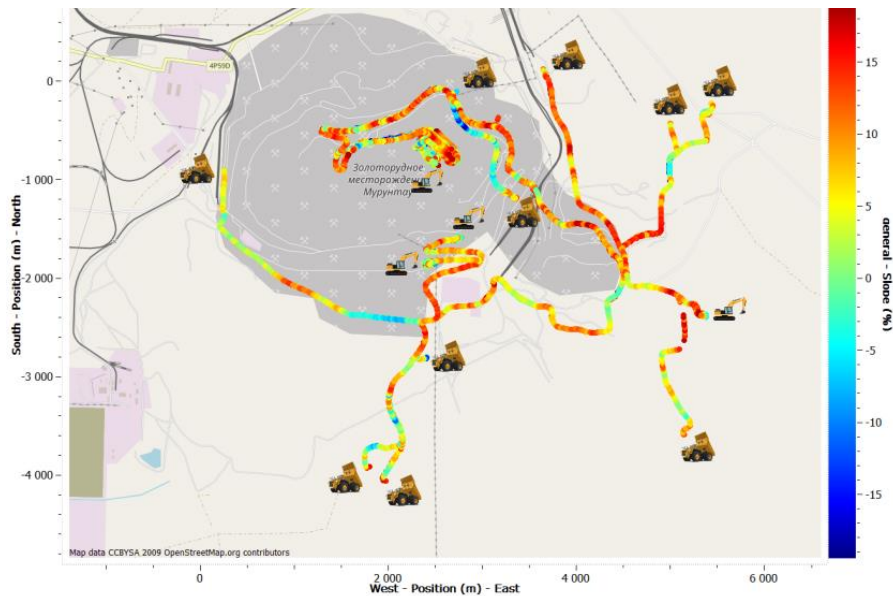 4P59D
Золоторудное
месторождение
Мурунтау
0
-1 000
-2 000
-3 000
-4 000
South - Position (m) - North
0
2 000
4 000
6 000
West - Position (m) - East
15
10
5
0
-5
-10
-15
General - Slope (%)
Map data CCBYSA 2009 OpenStreetMap.org contributors